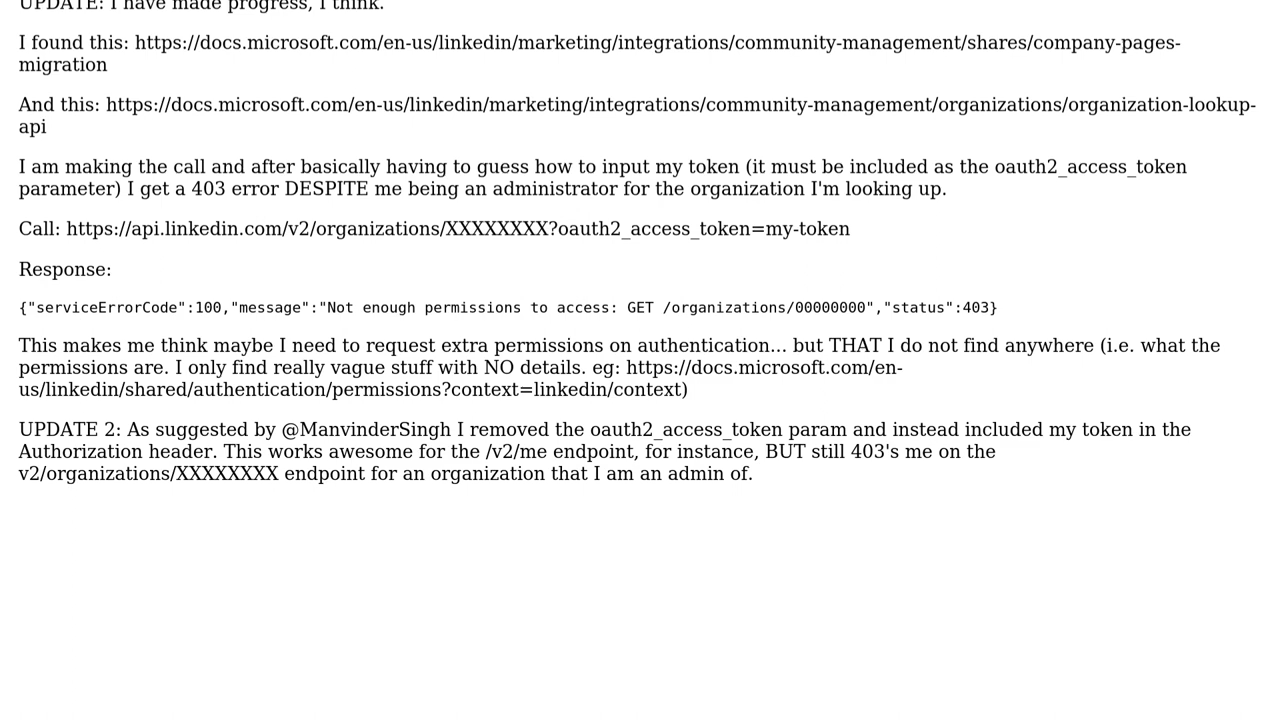 UPDATE: I have made progress, I think.
I found this: https://docs.microsoft.com/en-us/linkedin/marketing/integrations/community-management/shares/company-pages-
migration
And this: https://docs.microsoft.com/en-us/linkedin/marketing/integrations/community-management/organizations/organization-lookup-
api
I am making the call and after basically having to guess how to input my token (it must be included as the oauth2_access_token
parameter) I get a 403 error DESPITE me being an administrator for the organization I'm looking up.
Call: https://api.linkedin.com/v2/organizations/XXXXXXXX?oauth2_access_token=my-token
Response:
{"serviceErrorCode":100,"message":"Not enough permissions to access: GET /organizations/00000000","status":403}
This makes me think maybe I need to request extra permissions on authentication... but THAT I do not find anywhere (i.e. what the
permissions are. I only find really vague stuff with NO details. eg: https://docs.microsoft.com/en-
us/linkedin/shared/authentication/permissions?context=linkedin/context)
UPDATE 2: As suggested by @ManvinderSingh I removed the oauth2_access_token param and instead included my token in the
Authorization header. This works awesome for the /v2/me endpoint, for instance, BUT still 403's me on the
v2/organizations/XXXXXXXX endpoint for an organization that I am an admin of.